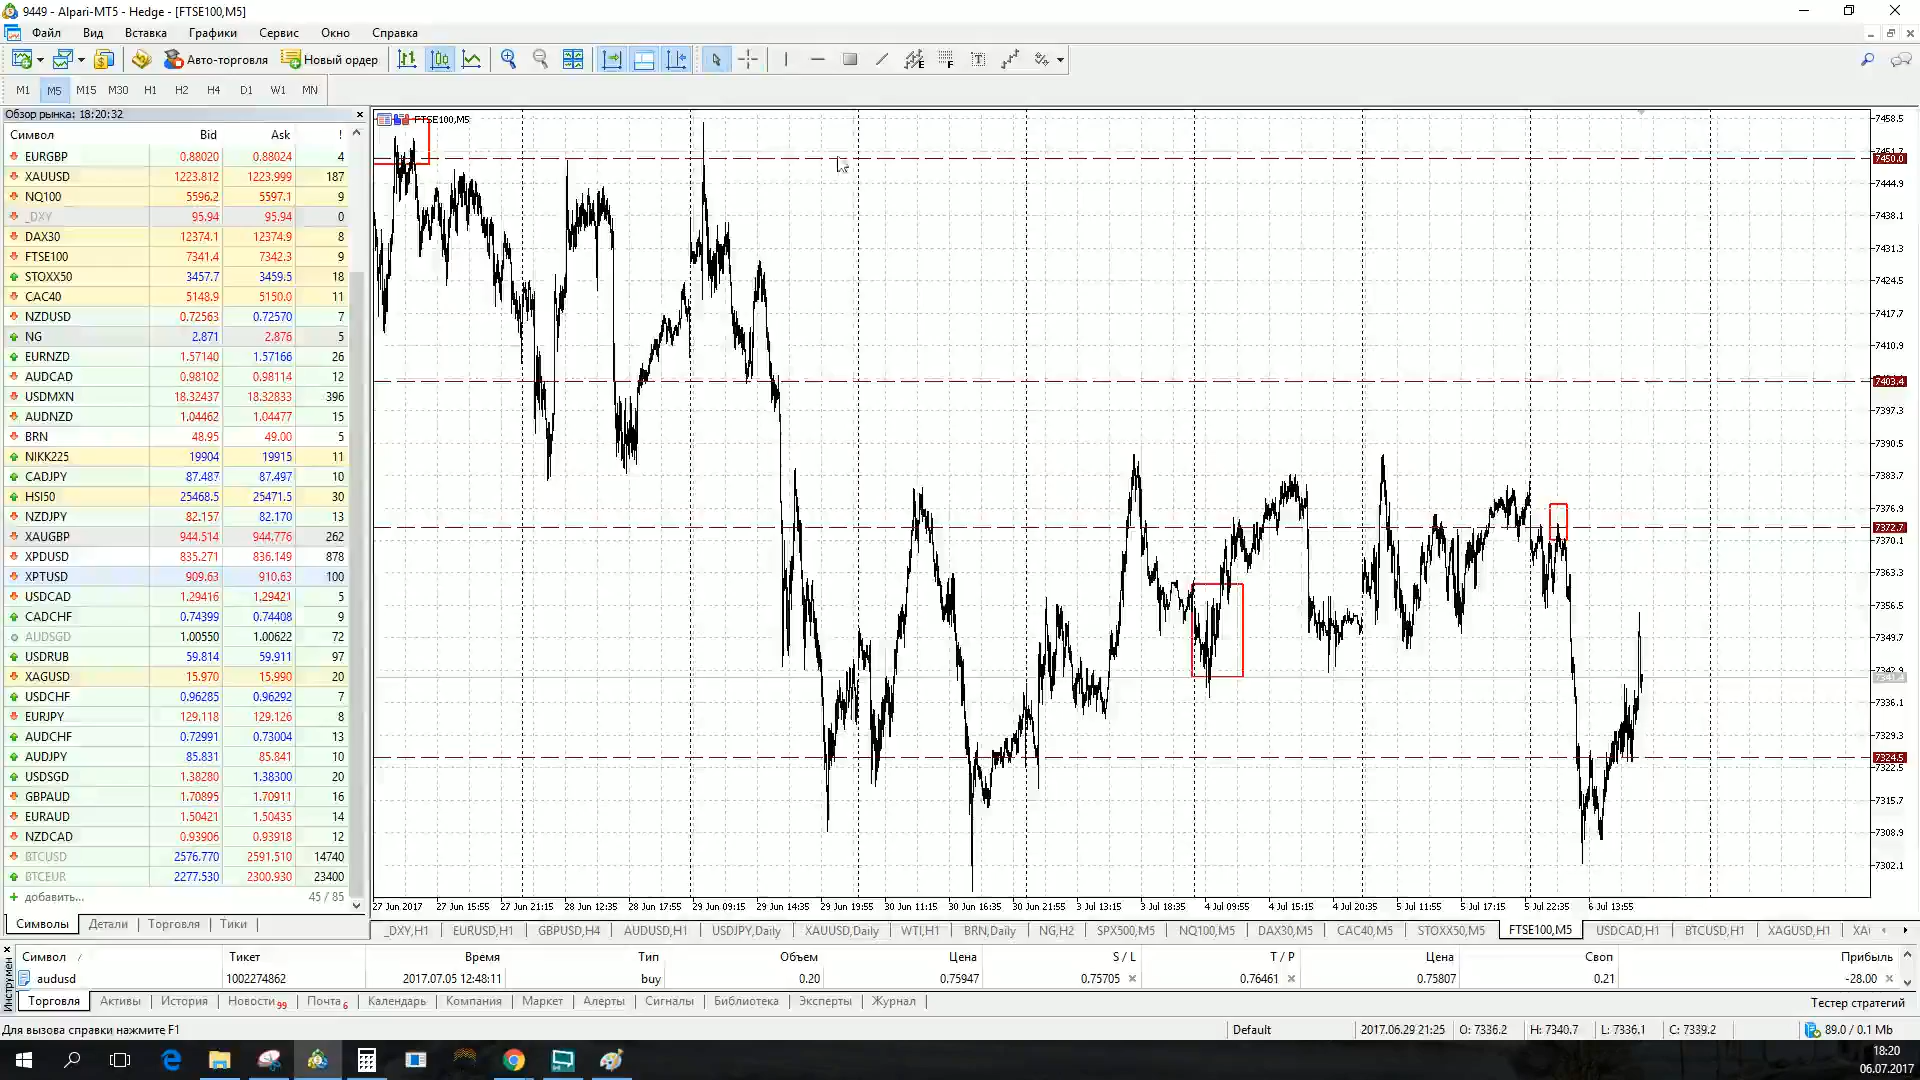 9449 - Alpari-MT5 - Hedge - [FTSE100,M5]
Файл Вид Вставка Графики Сервис Окно Справка
Авто-торговля Новый ордер
M1 M5 M15 M30 H1 H2 H4 D1 W1 MN
Обзор рынка: 18:20:32
Символ Bid Ask !
EURGBP 0.88020 0.88024 4
XAUUSD 1223.812 1223.999 187
NQ100 5596.2 5597.1 9
_DXY 95.94 95.94 0
DAX30 12374.1 12374.9 8
FTSE100 7341.4 7342.3 9
STOXX50 3457.7 3459.5 18
CAC40 5148.9 5150.0 11
NZDUSD 0.72563 0.72570 7
NG 2.871 2.876 5
EURNZD 1.57140 1.57166 26
AUDCAD 0.98102 0.98114 12
USDMXN 18.32437 18.32833 396
AUDNZD 1.04462 1.04477 15
BRN 48.95 49.00 5
NIKK225 19904 19915 11
CADJPY 87.487 87.497 10
HSI50 25468.5 25471.5 30
NZDJPY 82.157 82.170 13
XAUGBP 944.514 944.776 262
XPDUSD 835.271 836.149 878
XPTUSD 909.63 910.63 100
USDCAD 1.29416 1.29421 5
CADCHF 0.74399 0.74408 9
AUDSGD 1.00550 1.00622 72
USDRUB 59.814 59.911 97
XAGUSD 15.970 15.990 20
USDCHF 0.96285 0.96292 7
EURJPY 129.118 129.126 8
AUDCHF 0.72991 0.73004 13
AUDJPY 85.831 85.841 10
USDSGD 1.38280 1.38300 20
GBPAUD 1.70895 1.70911 16
EURAUD 1.50421 1.50435 14
NZDCAD 0.93906 0.93918 12
BTCUSD 2576.770 2591.510 14740
BTCEUR 2277.530 2300.930 23400
+ добавить... 45 / 85
Символы Детали Торговля Тики
FTSE100,M5
7458.5
7451.7
7450.0
7444.9
7438.1
7431.3
7424.5
7417.7
7410.9
7403.4
7397.3
7390.5
7383.7
7376.9
7372.7
7370.1
7363.3
7356.5
7349.7
7342.9
7341.4
7336.1
7329.3
7324.5
7322.5
7315.7
7308.9
7302.1
27 Jun 2017 27 Jun 15:55 27 Jun 21:15 28 Jun 12:35 28 Jun 17:55 29 Jun 09:15 29 Jun 14:35 29 Jun 19:55 30 Jun 11:15 30 Jun 16:35 30 Jun 21:55 3 Jul 13:15 3 Jul 18:35 4 Jul 09:55 4 Jul 15:15 4 Jul 20:35 5 Jul 11:55 5 Jul 17:15 5 Jul 22:35 6 Jul 13:55
_DXY,H1 EURUSD,H1 GBPUSD,H4 AUDUSD,H1 USDJPY,Daily XAUUSD,Daily WTI,H1 BRN,Daily NG,H2 SPX500,M5 NQ100,M5 DAX30,M5 CAC40,M5 STOXX50,M5 FTSE100,M5 USDCAD,H1 BTCUSD,H1 XAGUSD,H1
Символ / Тикет Время Тип Объем Цена S / L T / P Цена Своп Прибыль
audusd 1002274862 2017.07.05 12:48:11 buy 0.20 0.75947 0.75705 0.76461 0.75807 0.21 -28.00
Инструмен
Торговля Активы История Новости 99 Почта 6 Календарь Компания Маркет Алерты Сигналы Библиотека Эксперты Журнал Тестер стратегий
Для вызова справки нажмите F1 Default 2017.06.29 21:25 O: 7336.2 H: 7340.7 L: 7336.1 C: 7339.2 89.0 / 0.1 Mb
18:20
06.07.2017